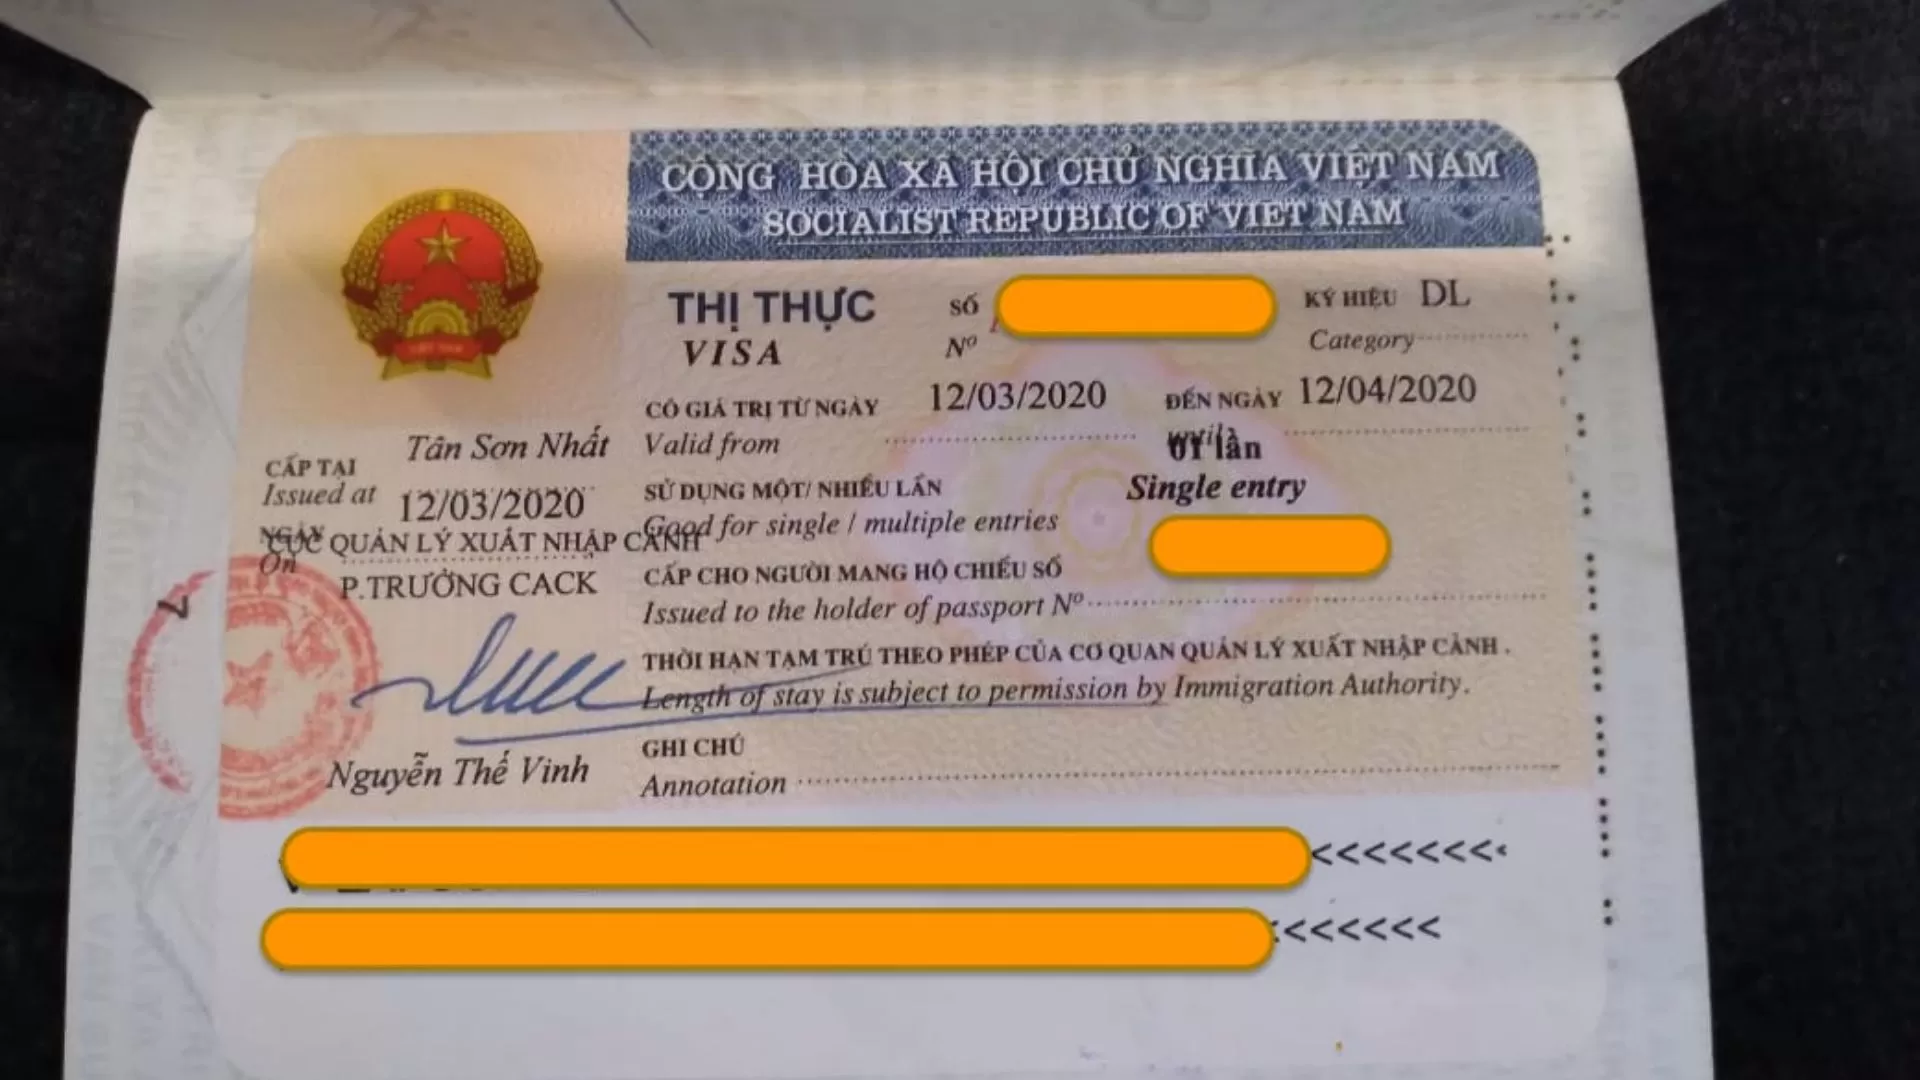 CỘNG HÒA XÃ HỘI CHỦ NGHĨA VIỆT NAM
SOCIALIST REPUBLIC OF VIET NAM
THỊ THỰC
VISA
SỐ
Nº
KÝ HIỆU DL
Category
CÓ GIÁ TRỊ TỪ NGÀY 12/03/2020
Valid from
ĐẾN NGÀY 12/04/2020
until
01 lần
Single entry
SỬ DỤNG MỘT/ NHIỀU LẦN
Good for single / multiple entries
CẤP CHO NGƯỜI MANG HỘ CHIẾU SỐ
Issued to the holder of passport Nº
THỜI HẠN TẠM TRÚ THEO PHÉP CỦA CƠ QUAN QUẢN LÝ XUẤT NHẬP CẢNH.
Length of stay is subject to permission by Immigration Authority.
GHI CHÚ
Annotation
CẤP TẠI Tân Sơn Nhất
Issued at
NGÀY 12/03/2020
On
CỤC QUẢN LÝ XUẤT NHẬP CẢNH
P.TRƯỞNG CACK
Nguyễn Thế Vinh
7
<<<<<<<<
<<<<<<<